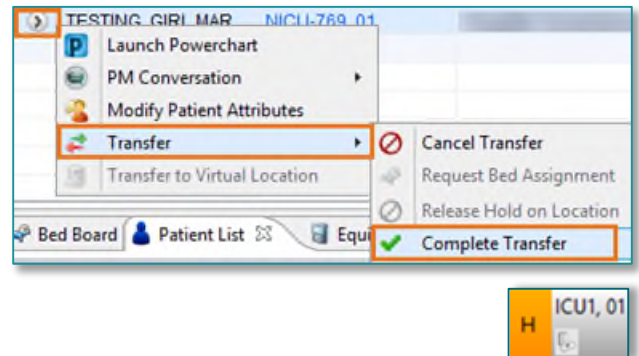 TESTING, GIRL MAR NICU-769, 01
P Launch Powerchart
PM Conversation
Modify Patient Attributes
Transfer
Cancel Transfer
Transfer to Virtual Location
Request Bed Assignment
Release Hold on Location
Complete Transfer
Bed Board Patient List Equi
H ICU1, 01